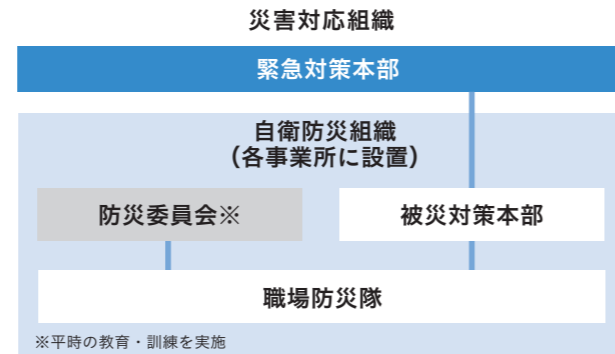 災害対応組織
緊急対策本部
自衛防災組織
(各事業所に設置)
防災委員会※
被災対策本部
職場防災隊
※平時の教育・訓練を実施